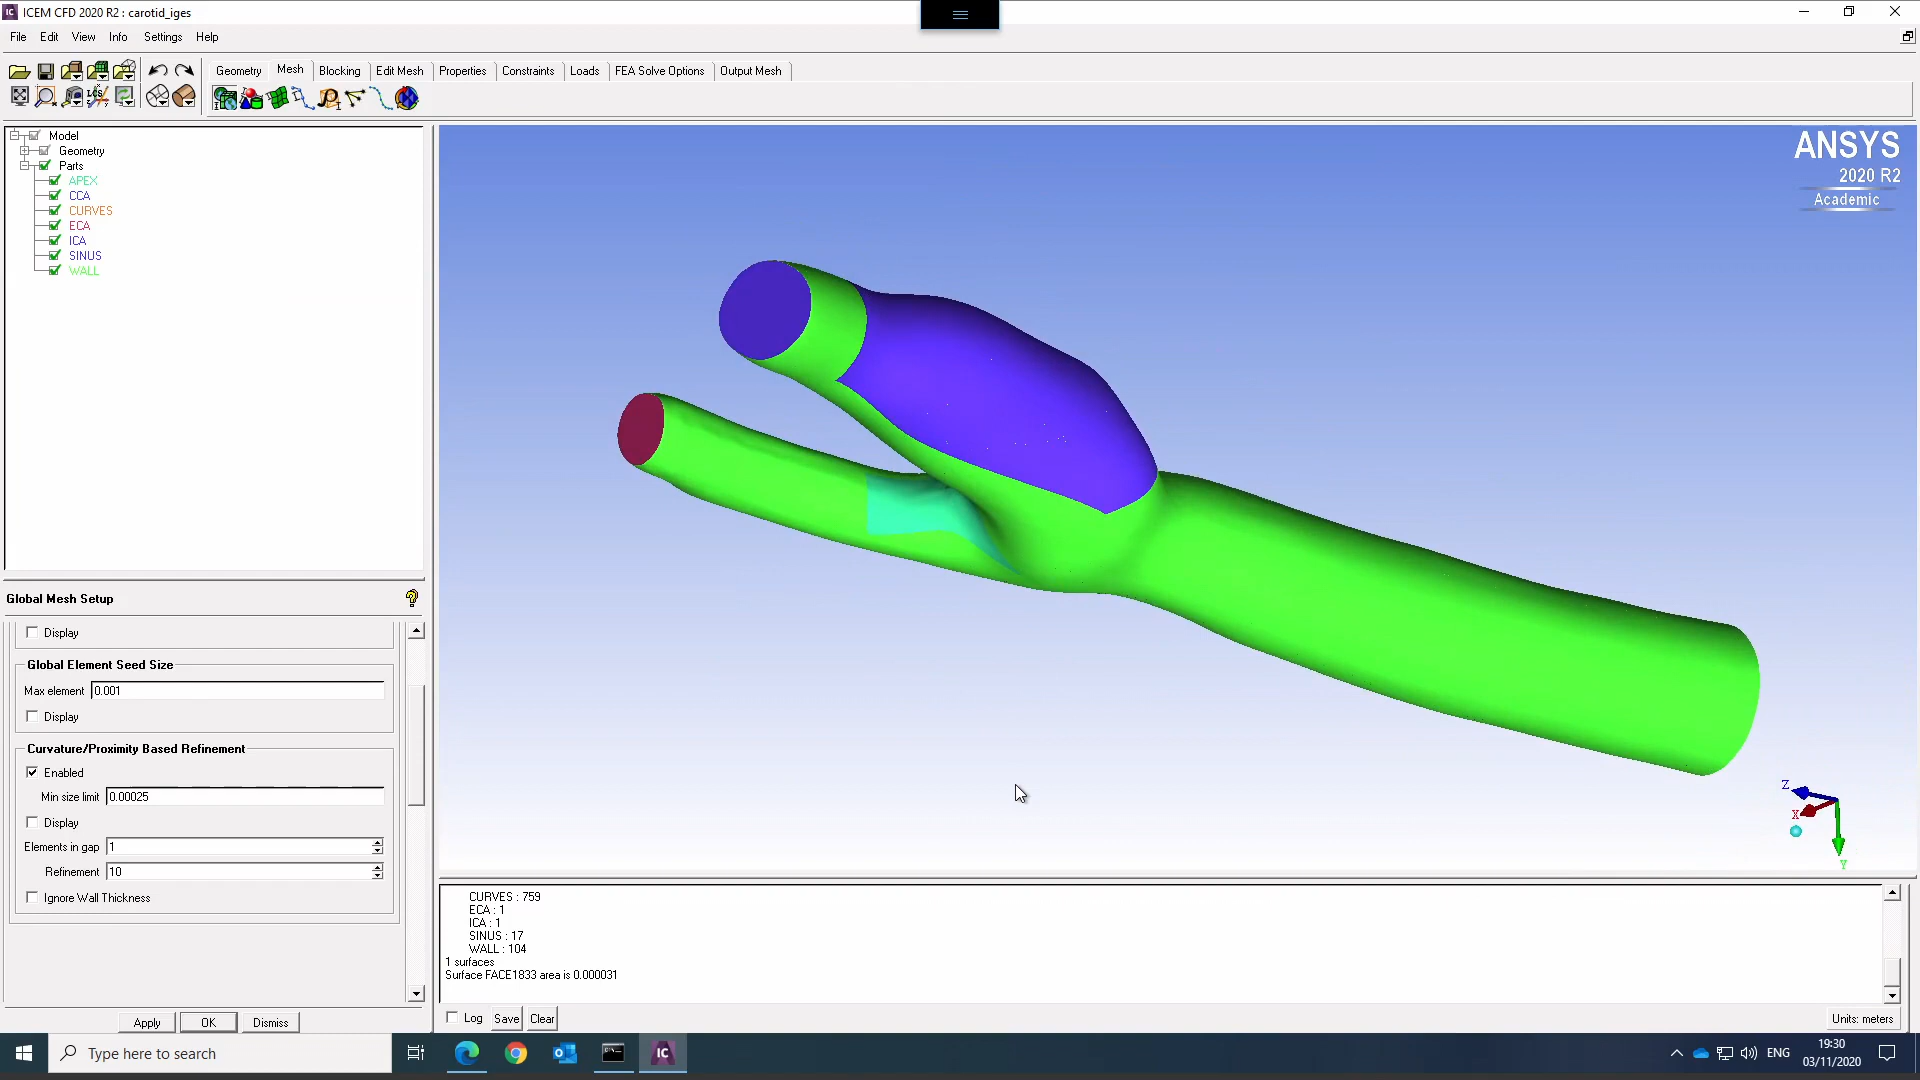 ICEM CFD 2020 R2 : carotid_iges
File Edit View Info Settings Help
Geometry Mesh Blocking Edit Mesh Properties Constraints Loads FEA Solve Options Output Mesh
LCS
Model
Geometry
Parts
APEX
CCA
CURVES
ECA
ICA
SINUS
WALL
ANSYS
2020 R2
Academic
Global Mesh Setup
Display
Global Element Seed Size
Max element 0.001
Display
Curvature/Proximity Based Refinement
Enabled
Min size limit 0.00025
Display
Elements in gap 1
Refinement 10
Ignore Wall Thickness
Apply OK Dismiss
Z
X
Y
CURVES : 759
ECA : 1
ICA : 1
SINUS : 17
WALL : 104
1 surfaces
Surface FACE1833 area is 0.000031
Log Save Clear
Units: meters
Type here to search
IC
ENG
19:30
03/11/2020